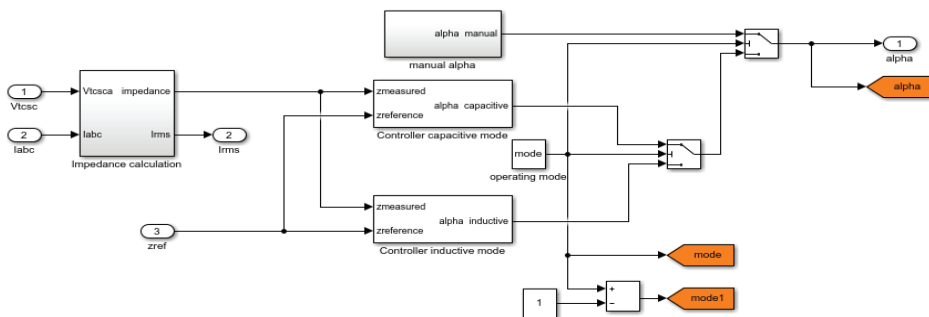 alpha manual
manual alpha
1
alpha
alpha
1
Vtcsc
Vtcsca impedance
2
Iabc
Iabc Irms
Impedance calculation
2
Irms
zmeasured
alpha capacitive
zreference
Controller capacitive mode
mode
operating mode
zmeasured
alpha inductive
zreference
Controller inductive mode
3
zref
mode
1
+
−
mode1